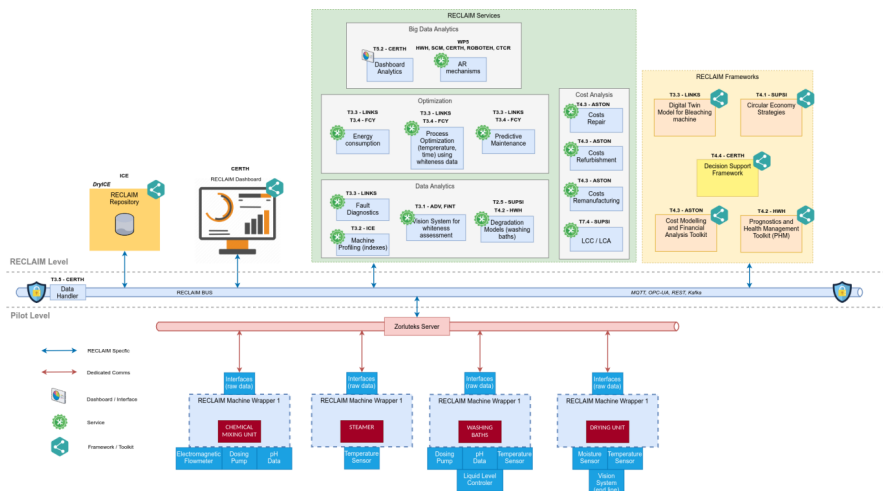 RECLAIM Services
Big Data Analytics
T5.2 - CERTH
Dashboard
Analytics
WP5
HWH, SCM, CERTH, ROBOTEH, CTCR
AR
mechanisms
Optimization
T3.3 - LINKS
T3.4 - FCY
Energy
consumption
T3.3 - LINKS
T3.4 - FCY
Process
Optimization
(temprerature,
time) using
whiteness data
T3.3 - LINKS
T3.4 - FCY
Predictive
Maintenance
Data Analytics
T3.3 - LINKS
Fault
Diagnostics
T3.2 - ICE
Machine
Profiling (indexes)
T3.1 - ADV, FINT
Vision System for
whiteness
assessment
T2.5 - SUPSI
T4.2 - HWH
Degradation
Models (washing
baths)
Cost Analysis
T4.3 - ASTON
Costs
Repair
T4.3 - ASTON
Costs
Refurbishment
T4.3 - ASTON
Costs
Remanufacturing
T7.4 - SUPSI
LCC / LCA
RECLAIM Frameworks
T3.3 - LINKS
Digital Twin
Model for Bleaching
machine
T4.1 - SUPSI
Circular Economy
Strategies
T4.4 - CERTH
Decision Support
Framework
T4.3 - ASTON
Cost Modelling
and Financial
Analysis Toolkit
T4.2 - HWH
Prognostics and
Health Management
Toolkit (PHM)
ICE
DryICE
RECLAIM
Repository
CERTH
RECLAIM Dashboard
RECLAIM Level
T3.5 - CERTH
Data
Handler
RECLAIM BUS
MQTT, OPC-UA, REST, Kafka
Pilot Level
Zorluteks Server
RECLAIM Specific
Dedicated Comms
Dashboard / Interface
Service
Framework / Toolkit
Interfaces
(raw data)
RECLAIM Machine Wrapper 1
CHEMICAL
MIXING UNIT
Electromagnetic
Flowmeter
Dosing
Pump
pH
Data
Interfaces
(raw data)
RECLAIM Machine Wrapper 1
STEAMER
Temperature
Sensor
Interfaces
(raw data)
RECLAIM Machine Wrapper 1
WASHING
BATHS
Dosing
Pump
pH
Data
Temperature
Sensor
Liquid Level
Controler
Interfaces
(raw data)
RECLAIM Machine Wrapper 1
DRYING UNIT
Moisture
Sensor
Temperature
Sensor
Vision
System
(end line)